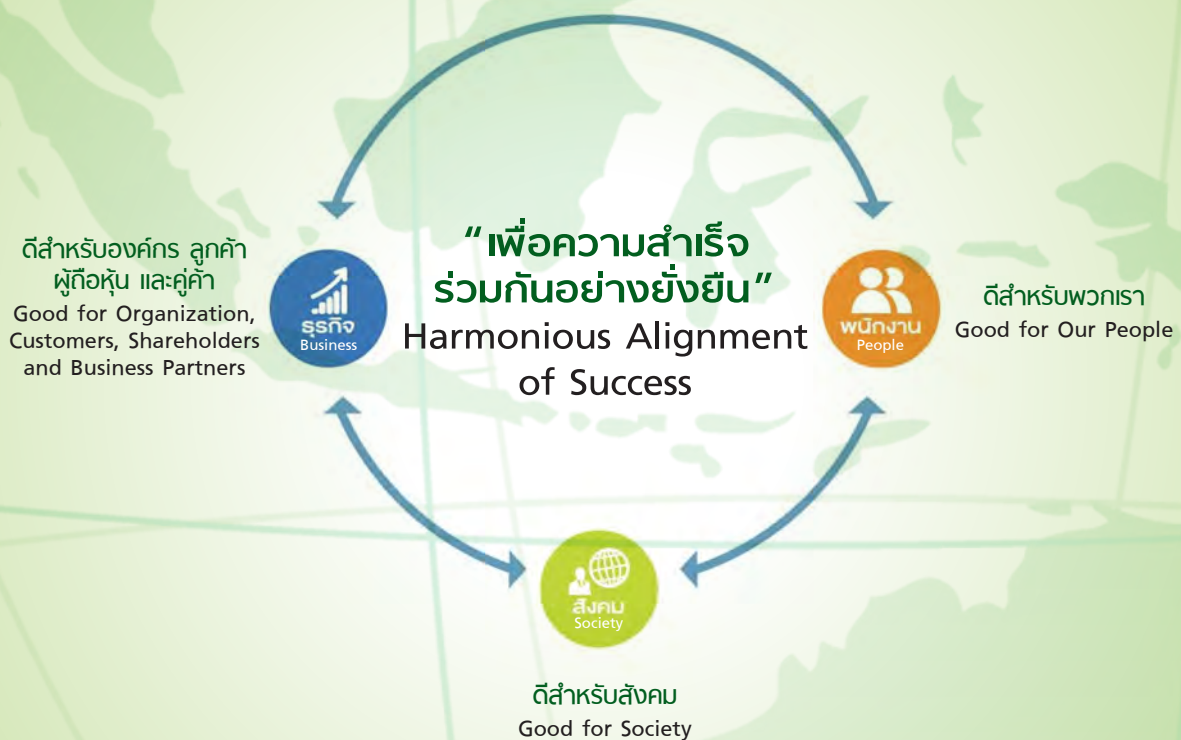 "เพื่อความสำเร็จ
ร่วมกันอย่างยั่งยืน"
Harmonious Alignment
of Success
ดีสำหรับองค์กร ลูกค้า
ผู้ถือหุ้น และคู่ค้า
Good for Organization,
Customers, Shareholders
and Business Partners
ธุรกิจ
Business
พนักงาน
People
ดีสำหรับพวกเรา
Good for Our People
สังคม
Society
ดีสำหรับสังคม
Good for Society